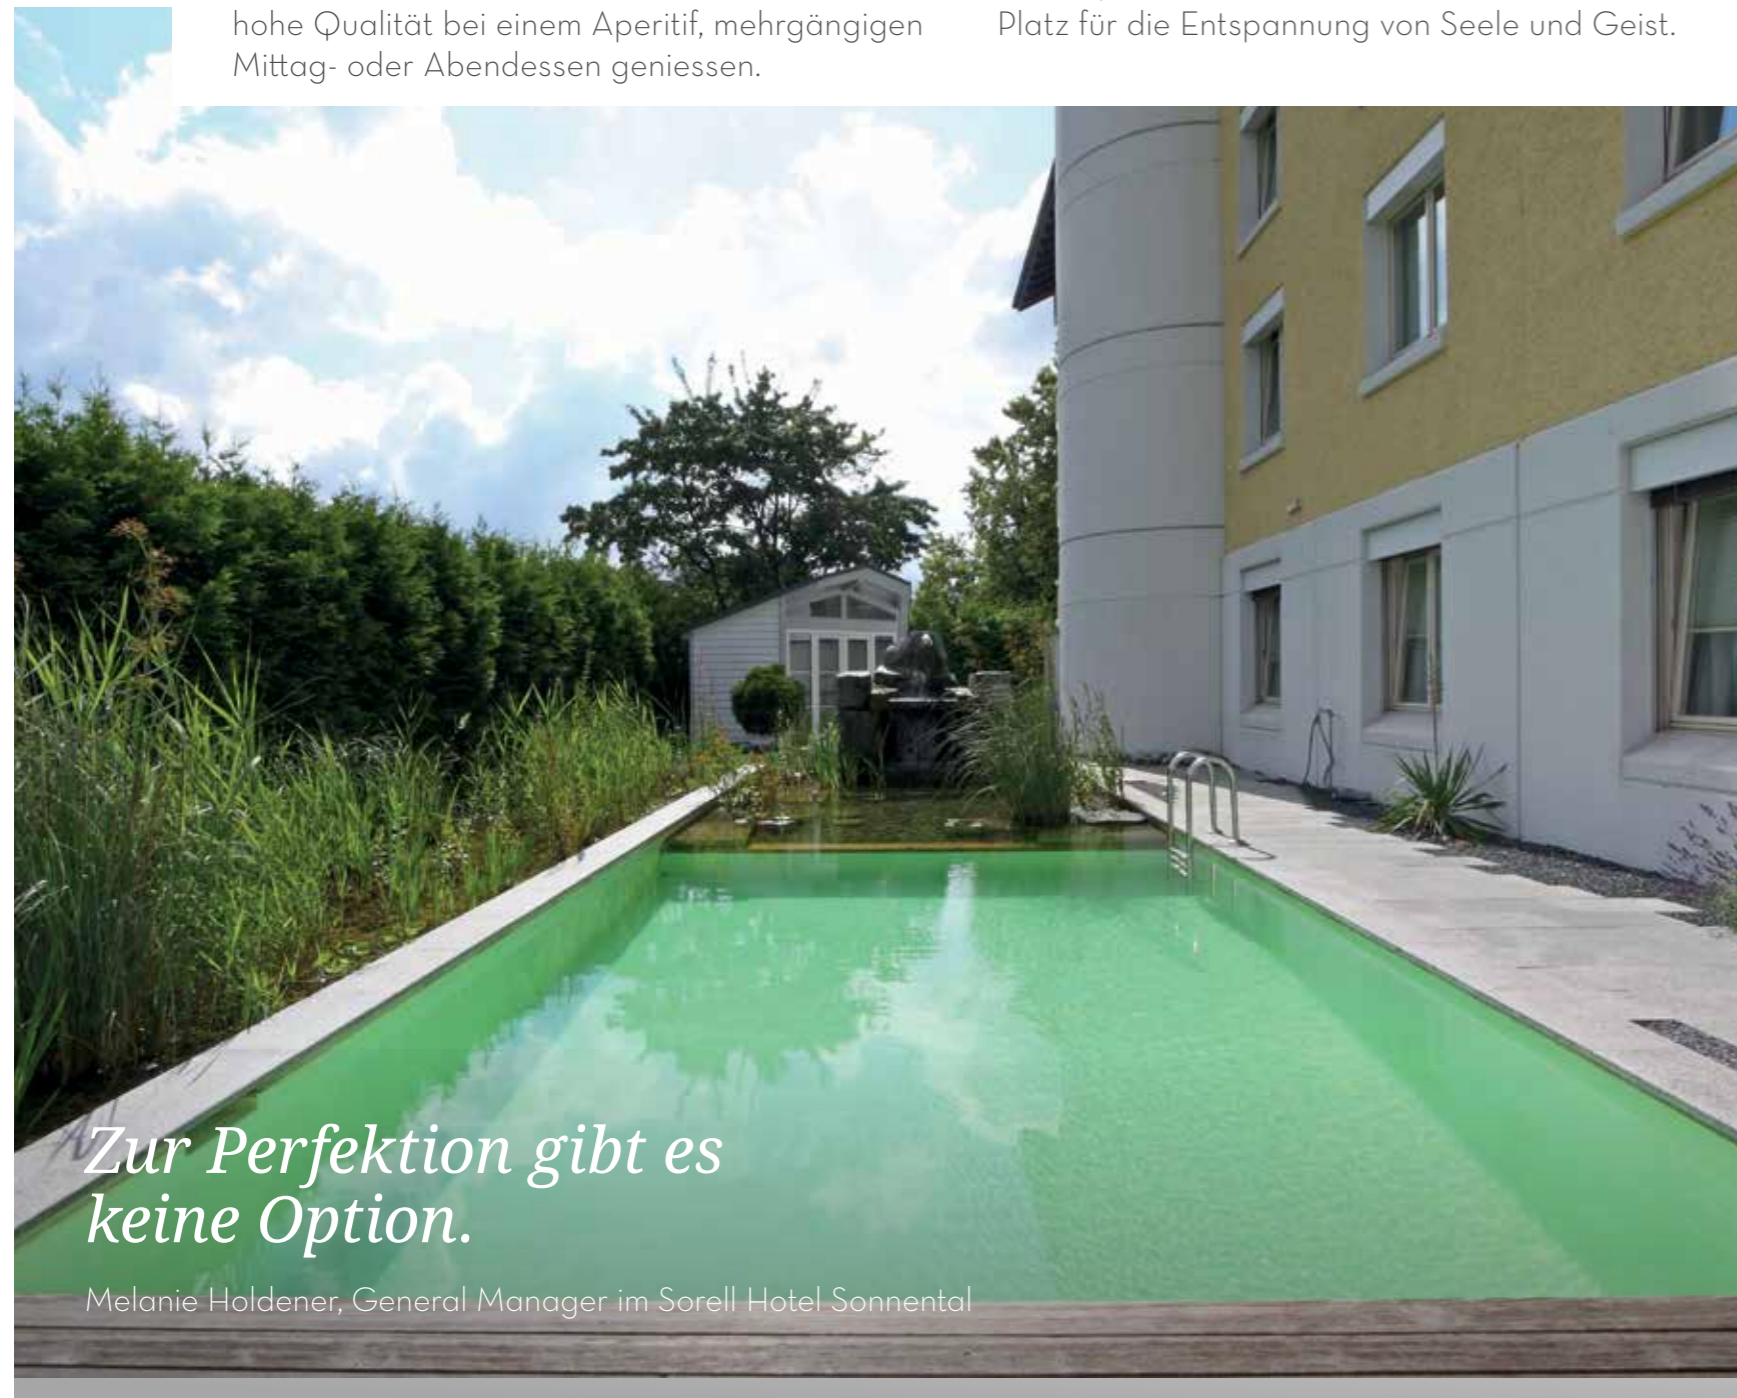 hohe Qualität bei einem Aperitif, mehrgängigen
Mittag- oder Abendessen geniessen.
Platz für die Entspannung von Seele und Geist.
Zur Perfektion gibt es
keine Option.
Melanie Holdener, General Manager im Sorell Hotel Sonnental